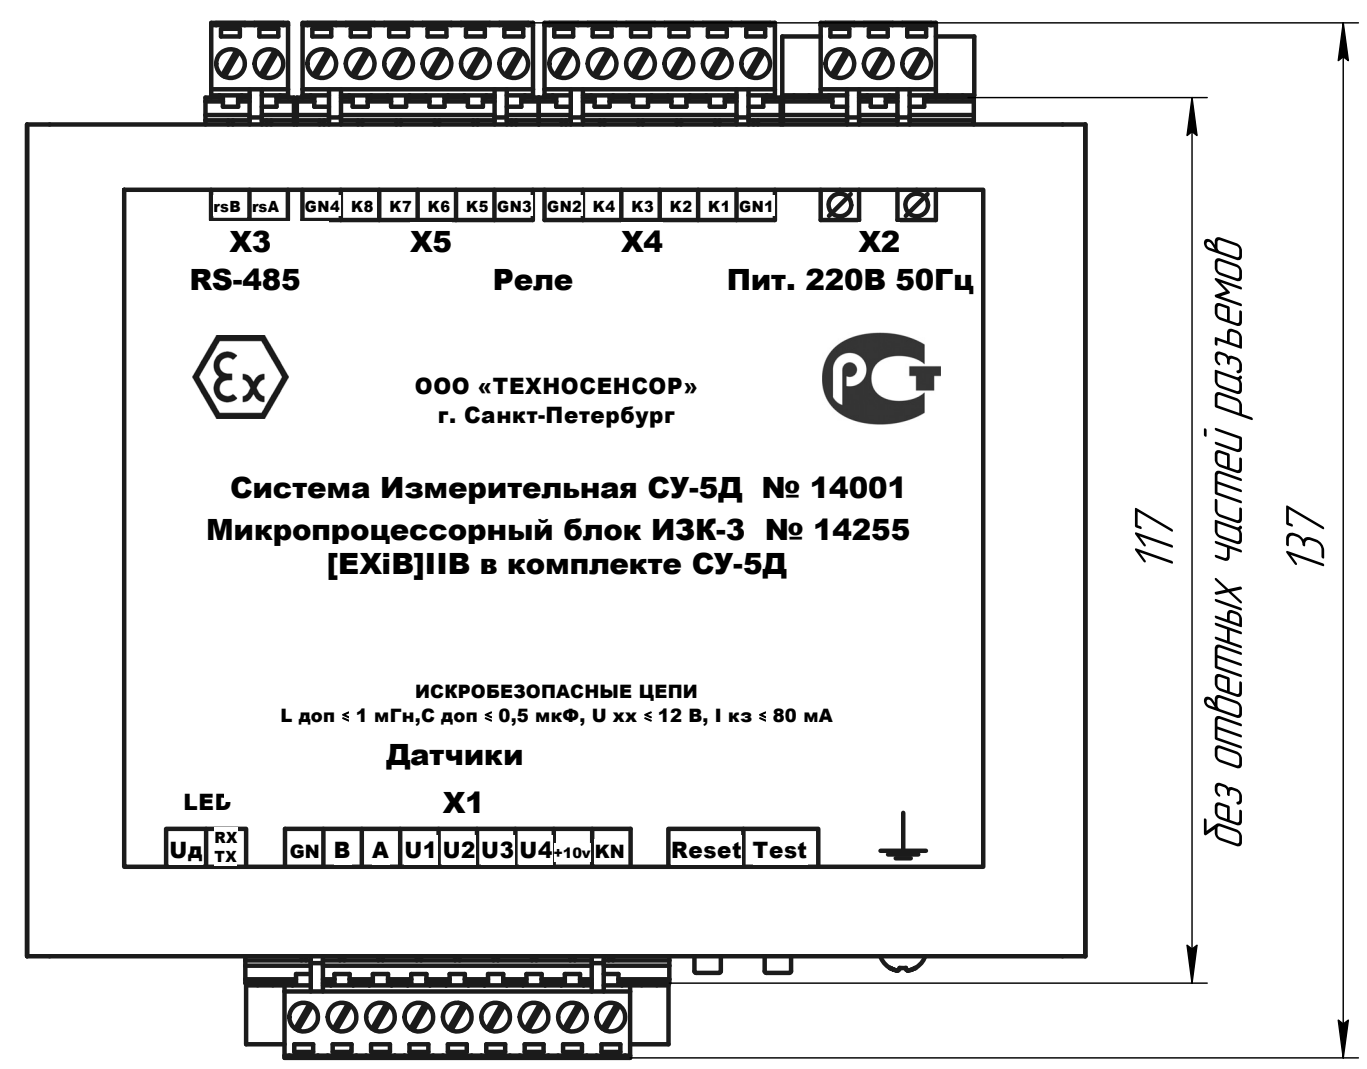 rsB rsA GN4 K8 K7 K6 K5 GN3 GN2 K4 K3 K2 K1 GN1
X3 X5 X4 X2
RS-485 Реле Пит. 220В 50Гц
Ex
РСТ
ООО «ТЕХНОСЕНСОР»
г. Санкт-Петербург
Система Измерительная СУ-5Д № 14001
Микропроцессорный блок ИЗК-3 № 14255
[EXiB]IIB в комплекте СУ-5Д
ИСКРОБЕЗОПАСНЫЕ ЦЕПИ
L доп ≤ 1 мГн,С доп ≤ 0,5 мкФ, U хх ≤ 12 В, I кз ≤ 80 мА
Датчики
LED X1
Uд RX TX GN B A U1 U2 U3 U4 +10v KN Reset Test
117
без ответных частей разъемов
137